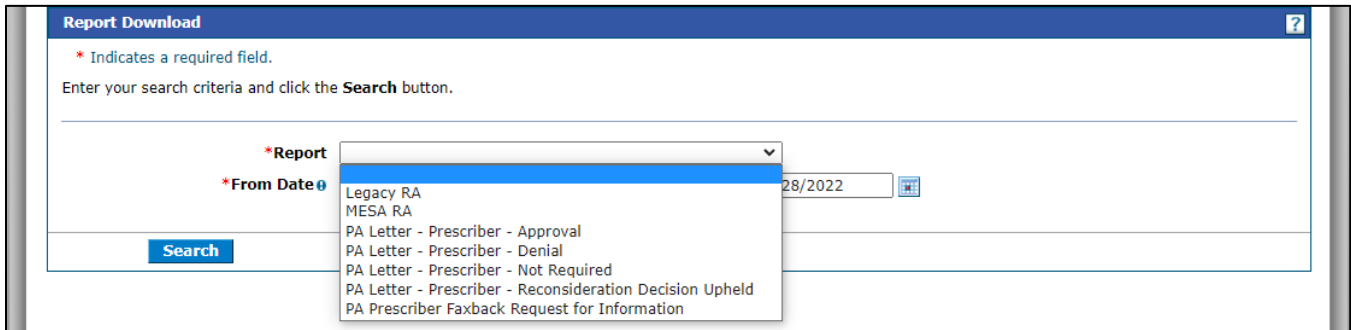 Report Download ?
* Indicates a required field.
Enter your search criteria and click the Search button.
*Report
*From Date 28/2022
Legacy RA
MESA RA
PA Letter - Prescriber - Approval
PA Letter - Prescriber - Denial
PA Letter - Prescriber - Not Required
PA Letter - Prescriber - Reconsideration Decision Upheld
PA Prescriber Faxback Request for Information
Search